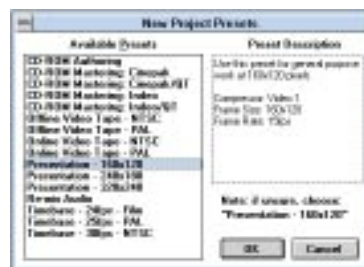 New Project Presets
Available Presets
CD-ROM Authoring
CD-ROM Mastering: Cinepak
CD-ROM Mastering: Cinepak/QT
CD-ROM Mastering: Indeo
CD-ROM Mastering: Indeo/QT
Offline Video Tape - NTSC
Offline Video Tape - PAL
Online Video Tape - NTSC
Online Video Tape - PAL
Presentation - 160x120
Presentation - 240x180
Presentation - 320x240
Re-mix Audio
Timebase - 24fps - Film
Timebase - 25fps - PAL
Timebase - 30fps - NTSC
Preset Description
Use this preset for general purpose
work at 160x120 pixels.
Compressor: Video 1
Frame Size: 160x120
Frame Rate: 15fps
Note: if unsure, choose:
"Presentation - 160x120"
OK
Cancel